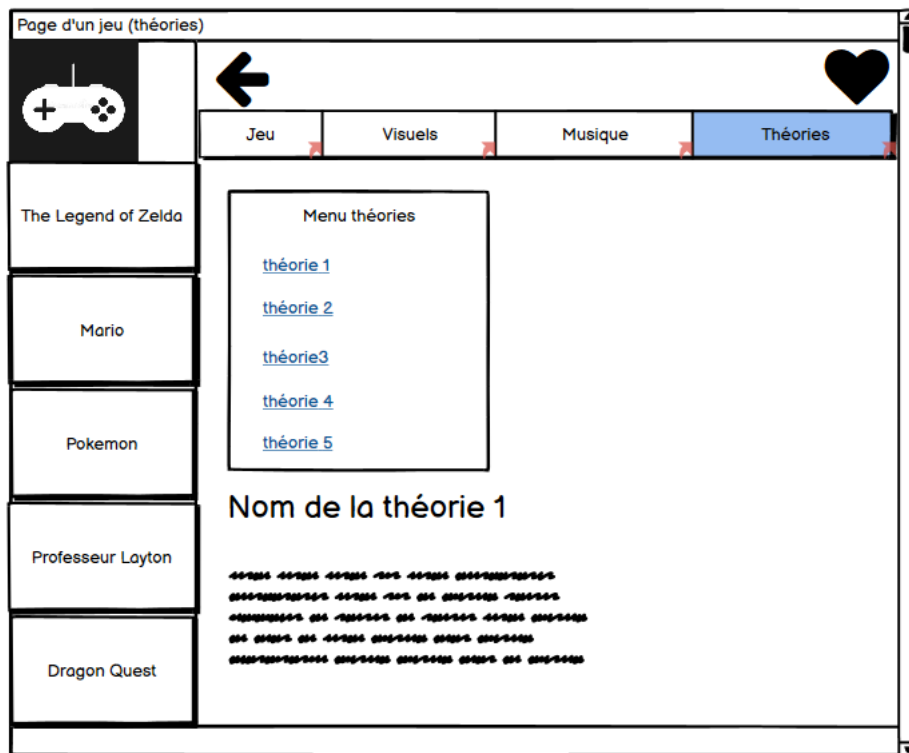 Page d'un jeu (théories)
Jeu
Visuels
Musique
Théories
The Legend of Zelda
Mario
Pokemon
Professeur Layton
Dragon Quest
Menu théories
théorie 1
théorie 2
théorie3
théorie 4
théorie 5
Nom de la théorie 1